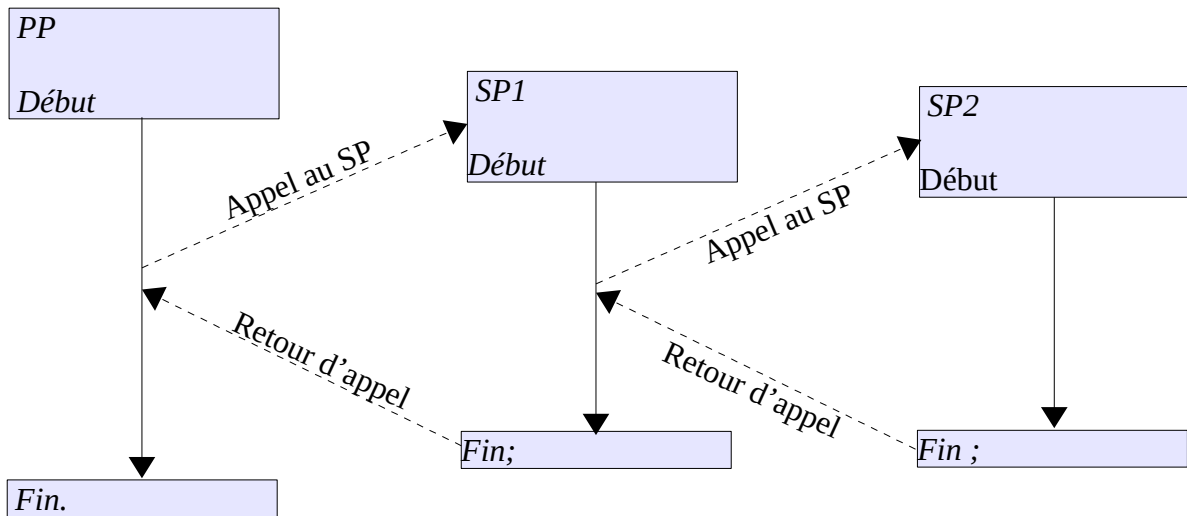 PP
Début
SP1
Début
SP2
Début
Appel au SP
Appel au SP
Retour d’appel
Retour d’appel
Fin;
Fin ;
Fin.